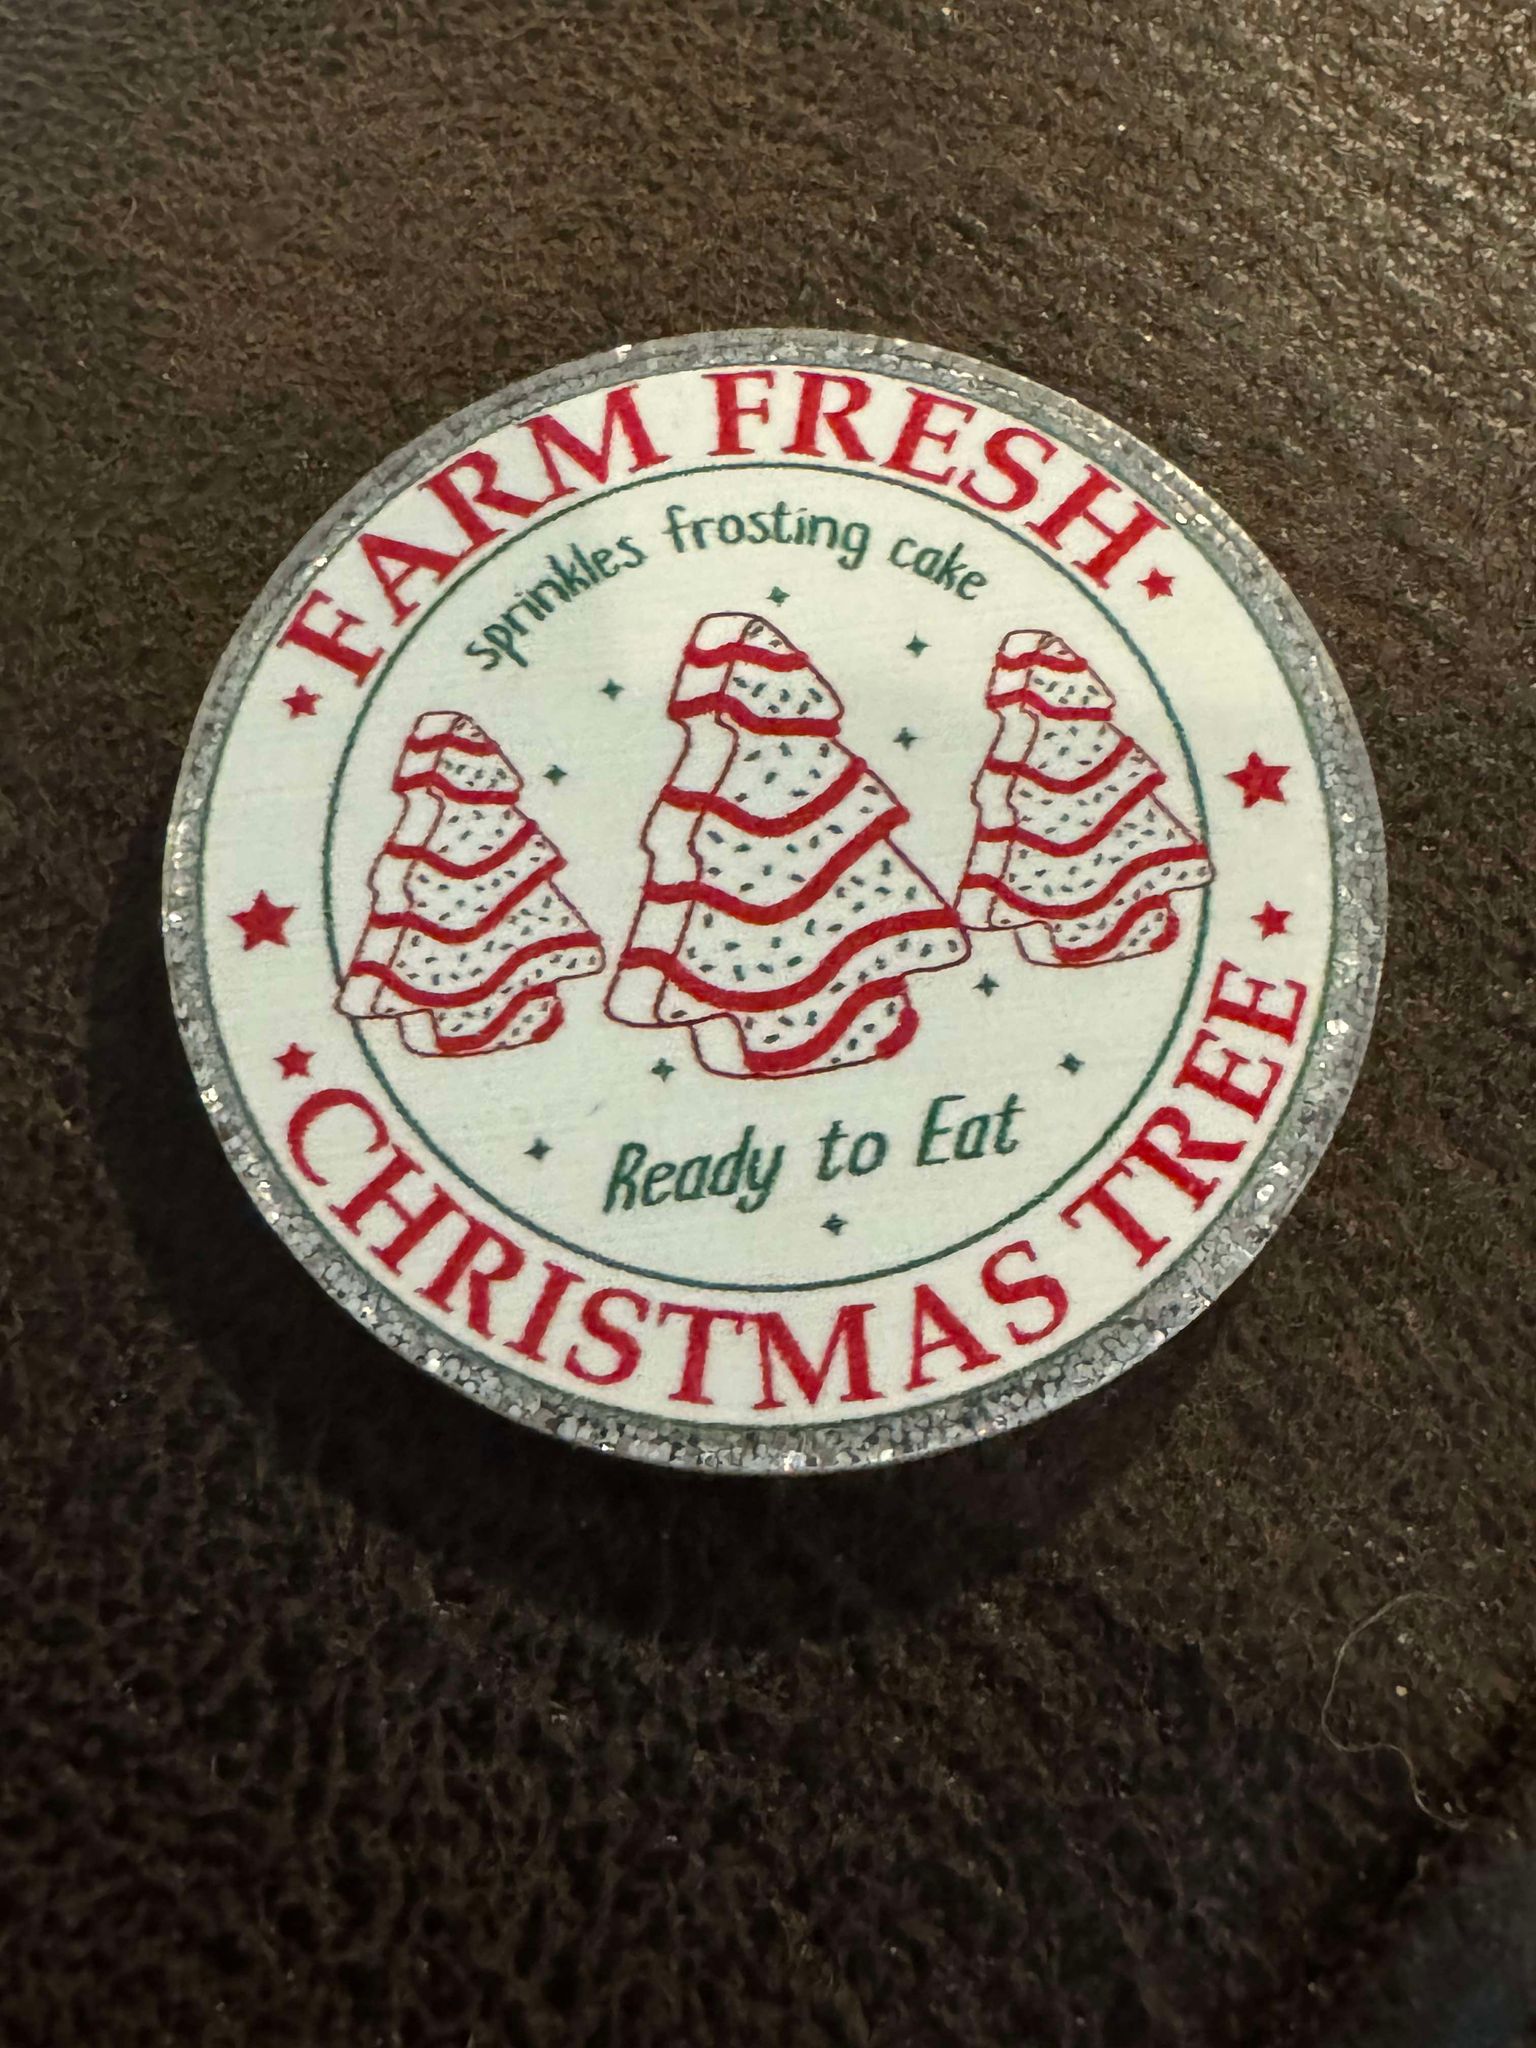 FARM FRESH
sprinkles frosting cake
Ready to Eat
CHRISTMAS TREE